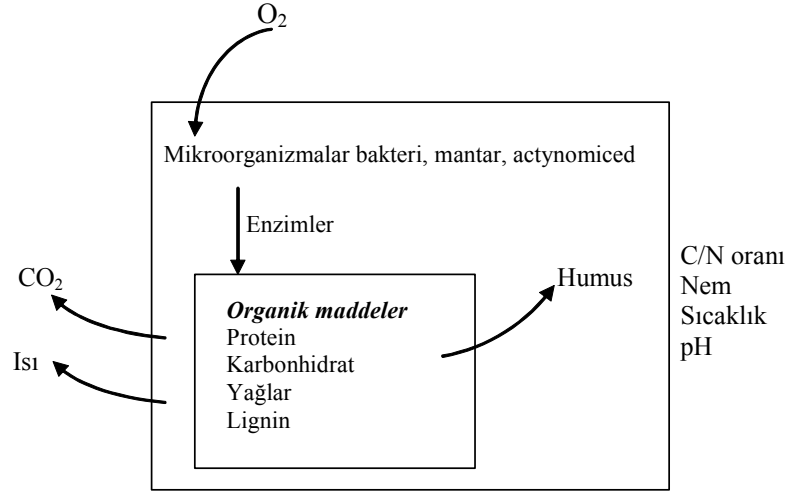 O₂
Mikroorganizmalar bakteri, mantar, actynomiced
Enzimler
CO₂
Isı
Organik maddeler
Protein
Karbonhidrat
Yağlar
Lignin
Humus
C/N oranı
Nem
Sıcaklık
pH